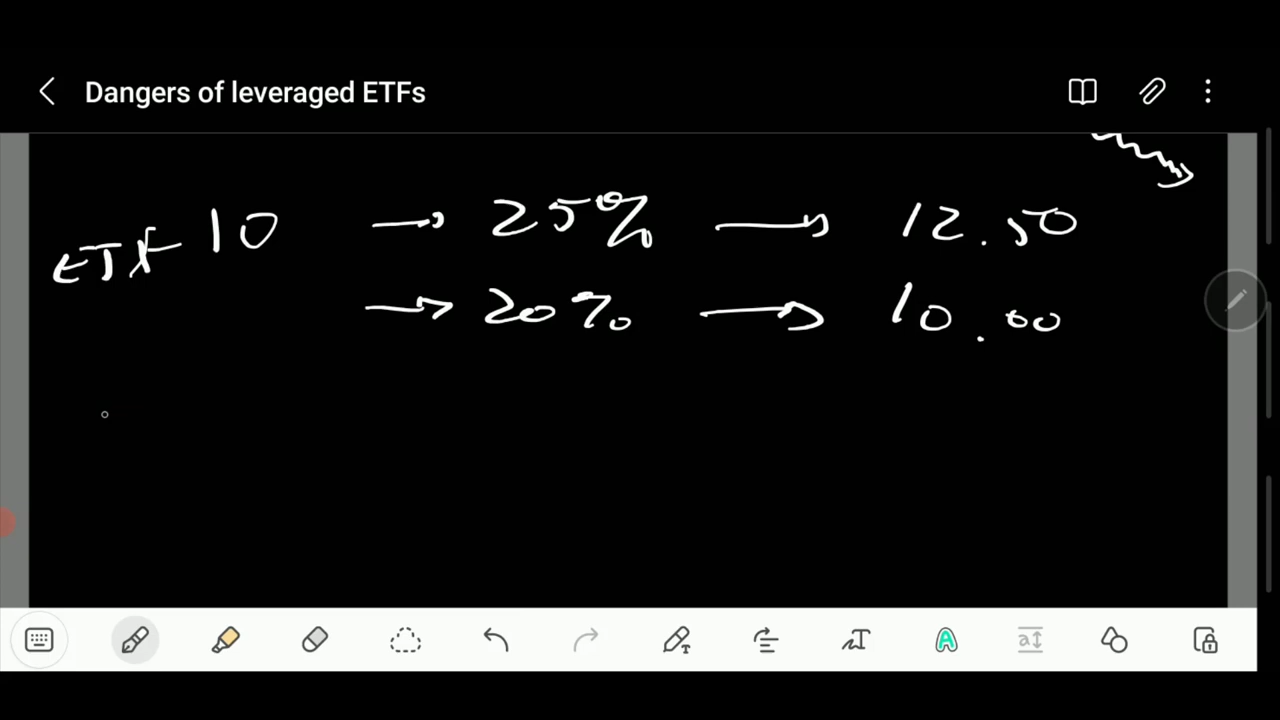 Dangers of leveraged ETFs
ETF 10 → 25% → 12.50
→ 20% → 10.00